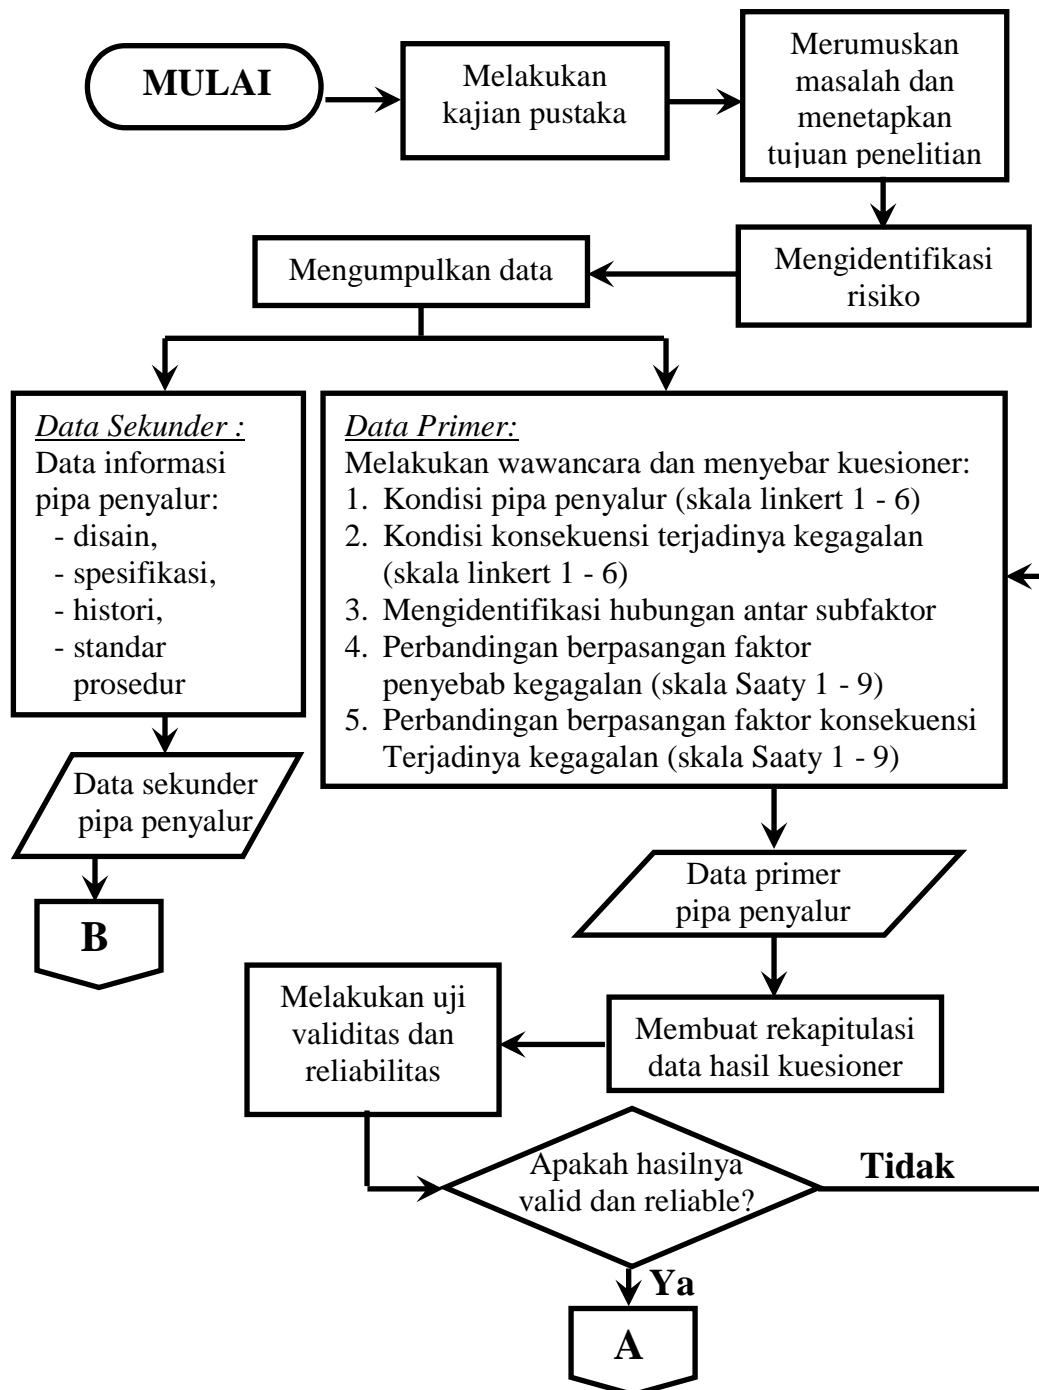 MULAI
Melakukan
kajian pustaka
Merumuskan
masalah dan
menetapkan
tujuan penelitian
Mengidentifikasi
risiko
Mengumpulkan data
Data Sekunder :
Data informasi
pipa penyalur:
- disain,
- spesifikasi,
- histori,
- standar
prosedur
Data Primer:
Melakukan wawancara dan menyebar kuesioner:
1. Kondisi pipa penyalur (skala linkert 1 - 6)
2. Kondisi konsekuensi terjadinya kegagalan
(skala linkert 1 - 6)
3. Mengidentifikasi hubungan antar subfaktor
4. Perbandingan berpasangan faktor
penyebab kegagalan (skala Saaty 1 - 9)
5. Perbandingan berpasangan faktor konsekuensi
Terjadinya kegagalan (skala Saaty 1 - 9)
Data sekunder
pipa penyalur
B
Data primer
pipa penyalur
Membuat rekapitulasi
data hasil kuesioner
Melakukan uji
validitas dan
reliabilitas
Apakah hasilnya
valid dan reliable?
Tidak
Ya
A